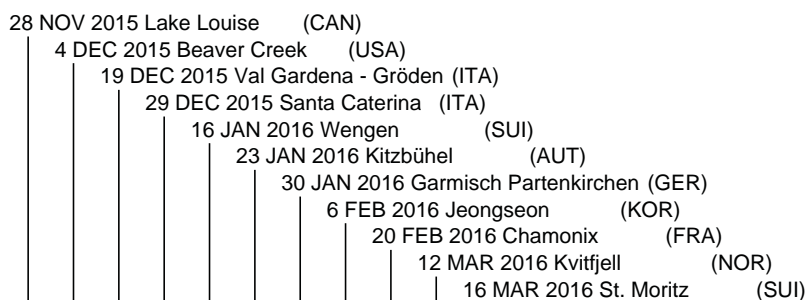 28 NOV 2015 Lake Louise (CAN)
4 DEC 2015 Beaver Creek (USA)
19 DEC 2015 Val Gardena - Gröden (ITA)
29 DEC 2015 Santa Caterina (ITA)
16 JAN 2016 Wengen (SUI)
23 JAN 2016 Kitzbühel (AUT)
30 JAN 2016 Garmisch Partenkirchen (GER)
6 FEB 2016 Jeongseon (KOR)
20 FEB 2016 Chamonix (FRA)
12 MAR 2016 Kvitfjell (NOR)
16 MAR 2016 St. Moritz (SUI)